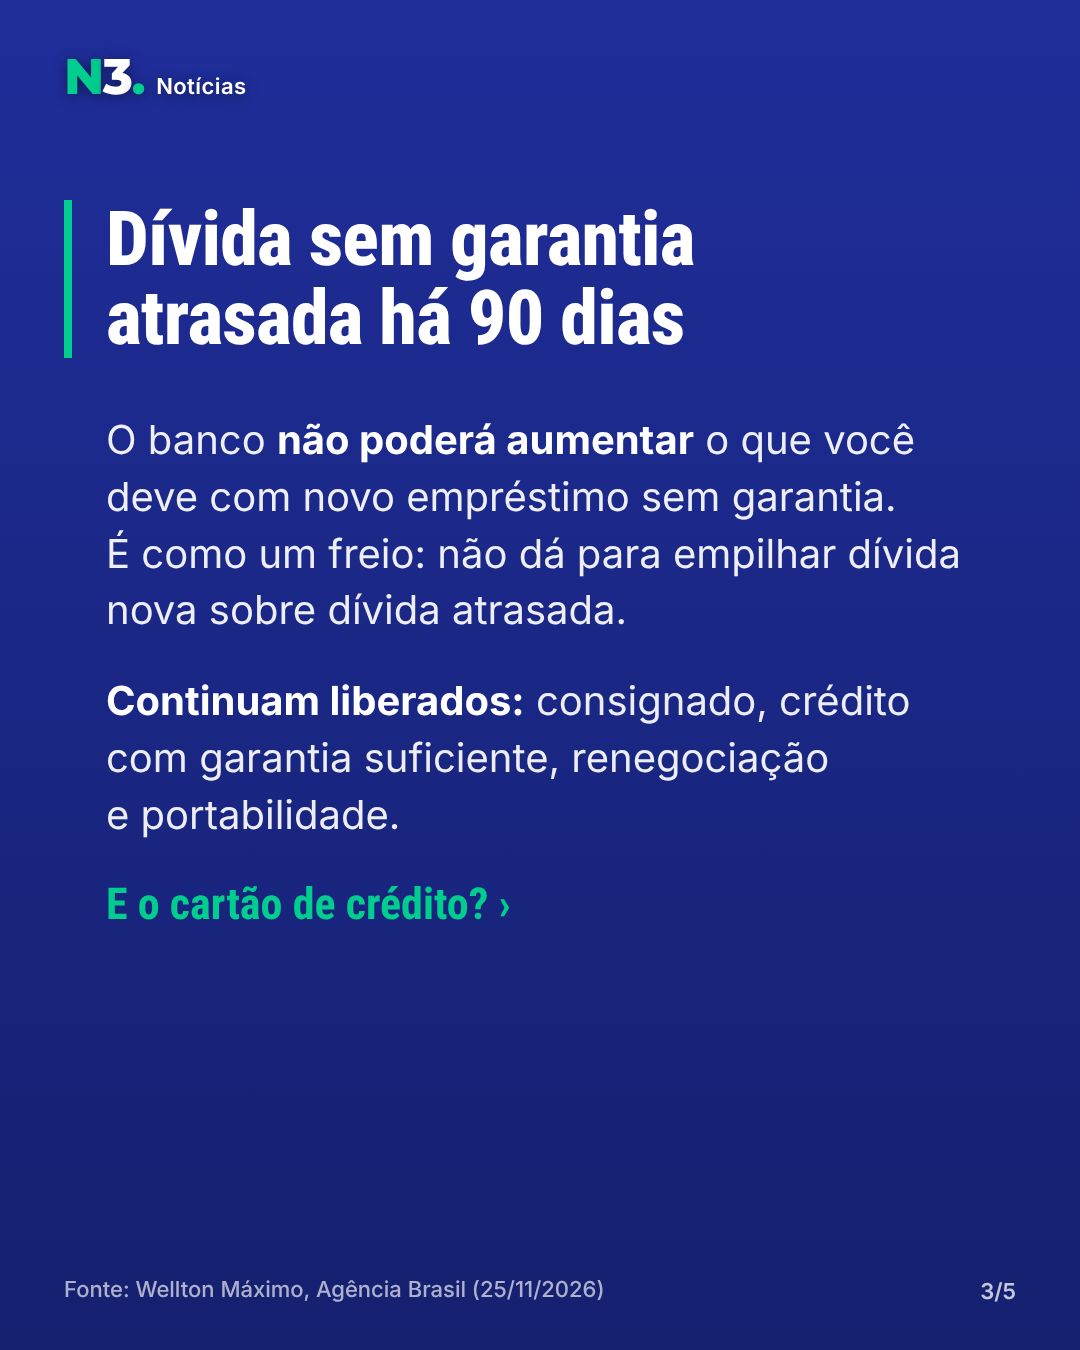 N3. Notícias
Dívida sem garantia
atrasada há 90 dias
O banco não poderá aumentar o que você
deve com novo empréstimo sem garantia.
É como um freio: não dá para empilhar dívida
nova sobre dívida atrasada.
Continuam liberados: consignado, crédito
com garantia suficiente, renegociação
e portabilidade.
E o cartão de crédito? ›
Fonte: Wellton Máximo, Agência Brasil (25/11/2026)
3/5